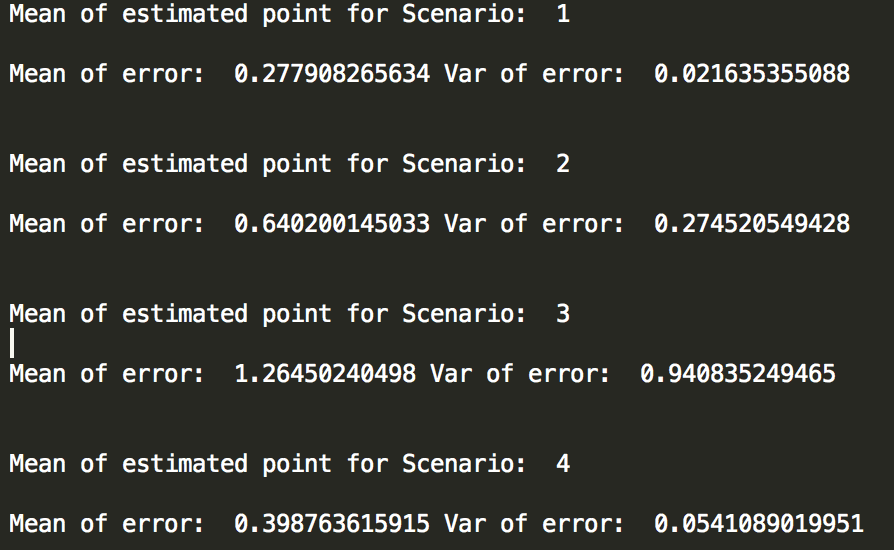 Mean of estimated point for Scenario:  1
Mean of error:  0.277908265634 Var of error:  0.021635355088
Mean of estimated point for Scenario:  2
Mean of error:  0.640200145033 Var of error:  0.274520549428
Mean of estimated point for Scenario:  3
Mean of error:  1.26450240498 Var of error:  0.940835249465
Mean of estimated point for Scenario:  4
Mean of error:  0.398763615915 Var of error:  0.0541089019951